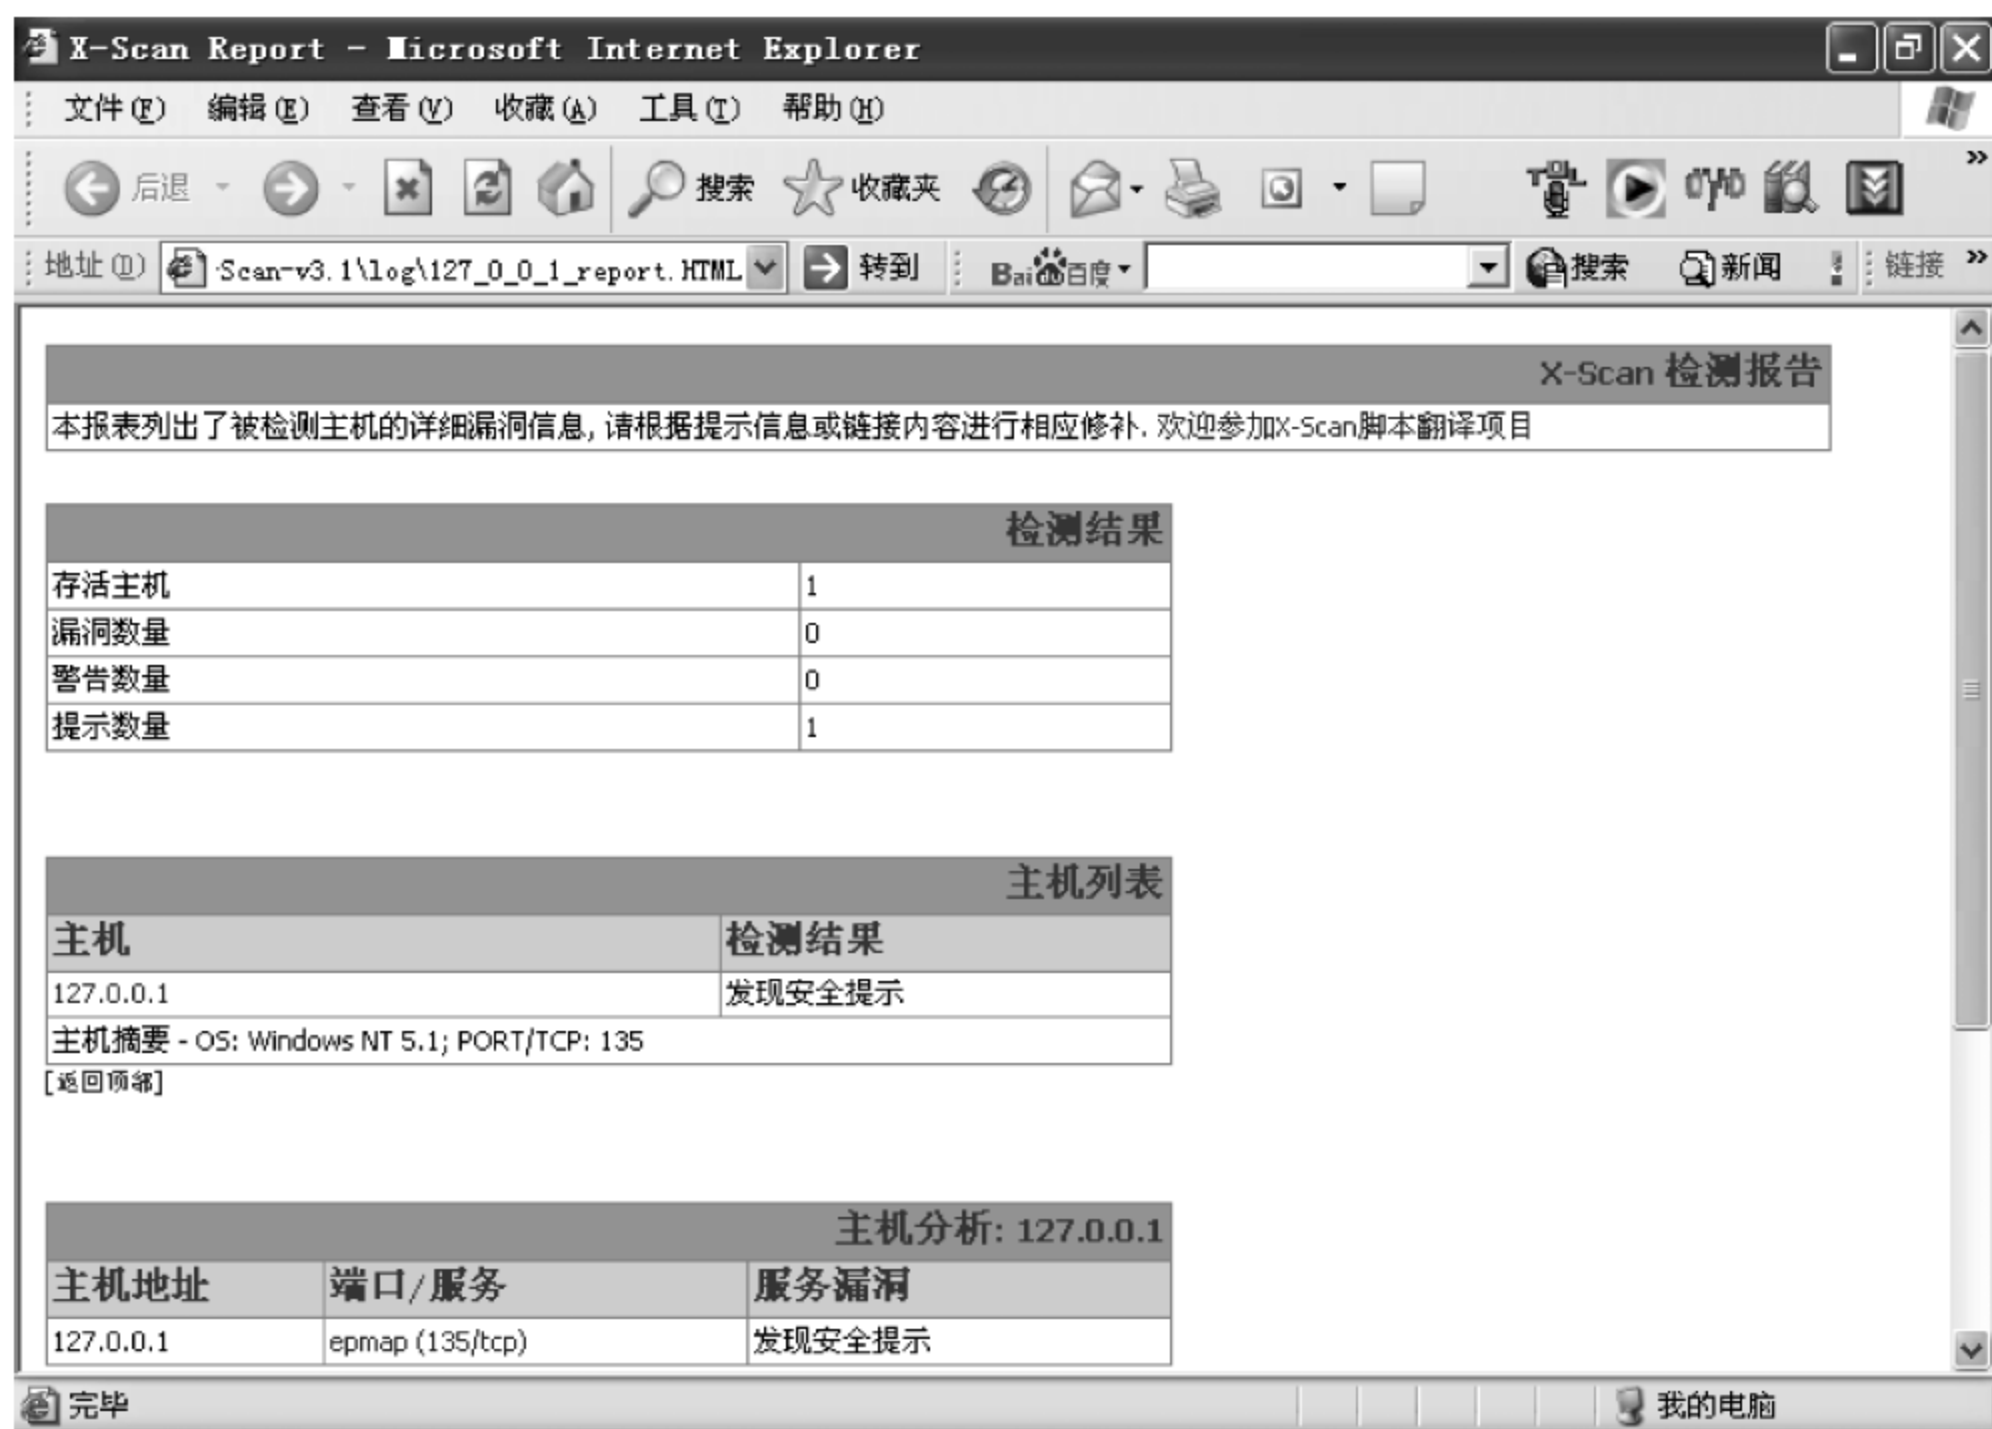 X-Scan Report - Microsoft Internet Explorer
文件(F) 编辑(E) 查看(V) 收藏(A) 工具(T) 帮助(H)
后退 搜索 收藏夹 »
地址(D) -Scan-v3.1\log\127_0_0_1_report.HTML 转到 Bai百度 搜索 新闻 链接 »
X-Scan 检测报告
本报表列出了被检测主机的详细漏洞信息, 请根据提示信息或链接内容进行相应修补. 欢迎参加X-Scan脚本翻译项目
检测结果
存活主机 1
漏洞数量 0
警告数量 0
提示数量 1
主机列表
主机 检测结果
127.0.0.1 发现安全提示
主机摘要 - OS: Windows NT 5.1; PORT/TCP: 135
[返回顶部]
主机分析: 127.0.0.1
主机地址 端口/服务 服务漏洞
127.0.0.1 epmap (135/tcp) 发现安全提示
完毕 我的电脑